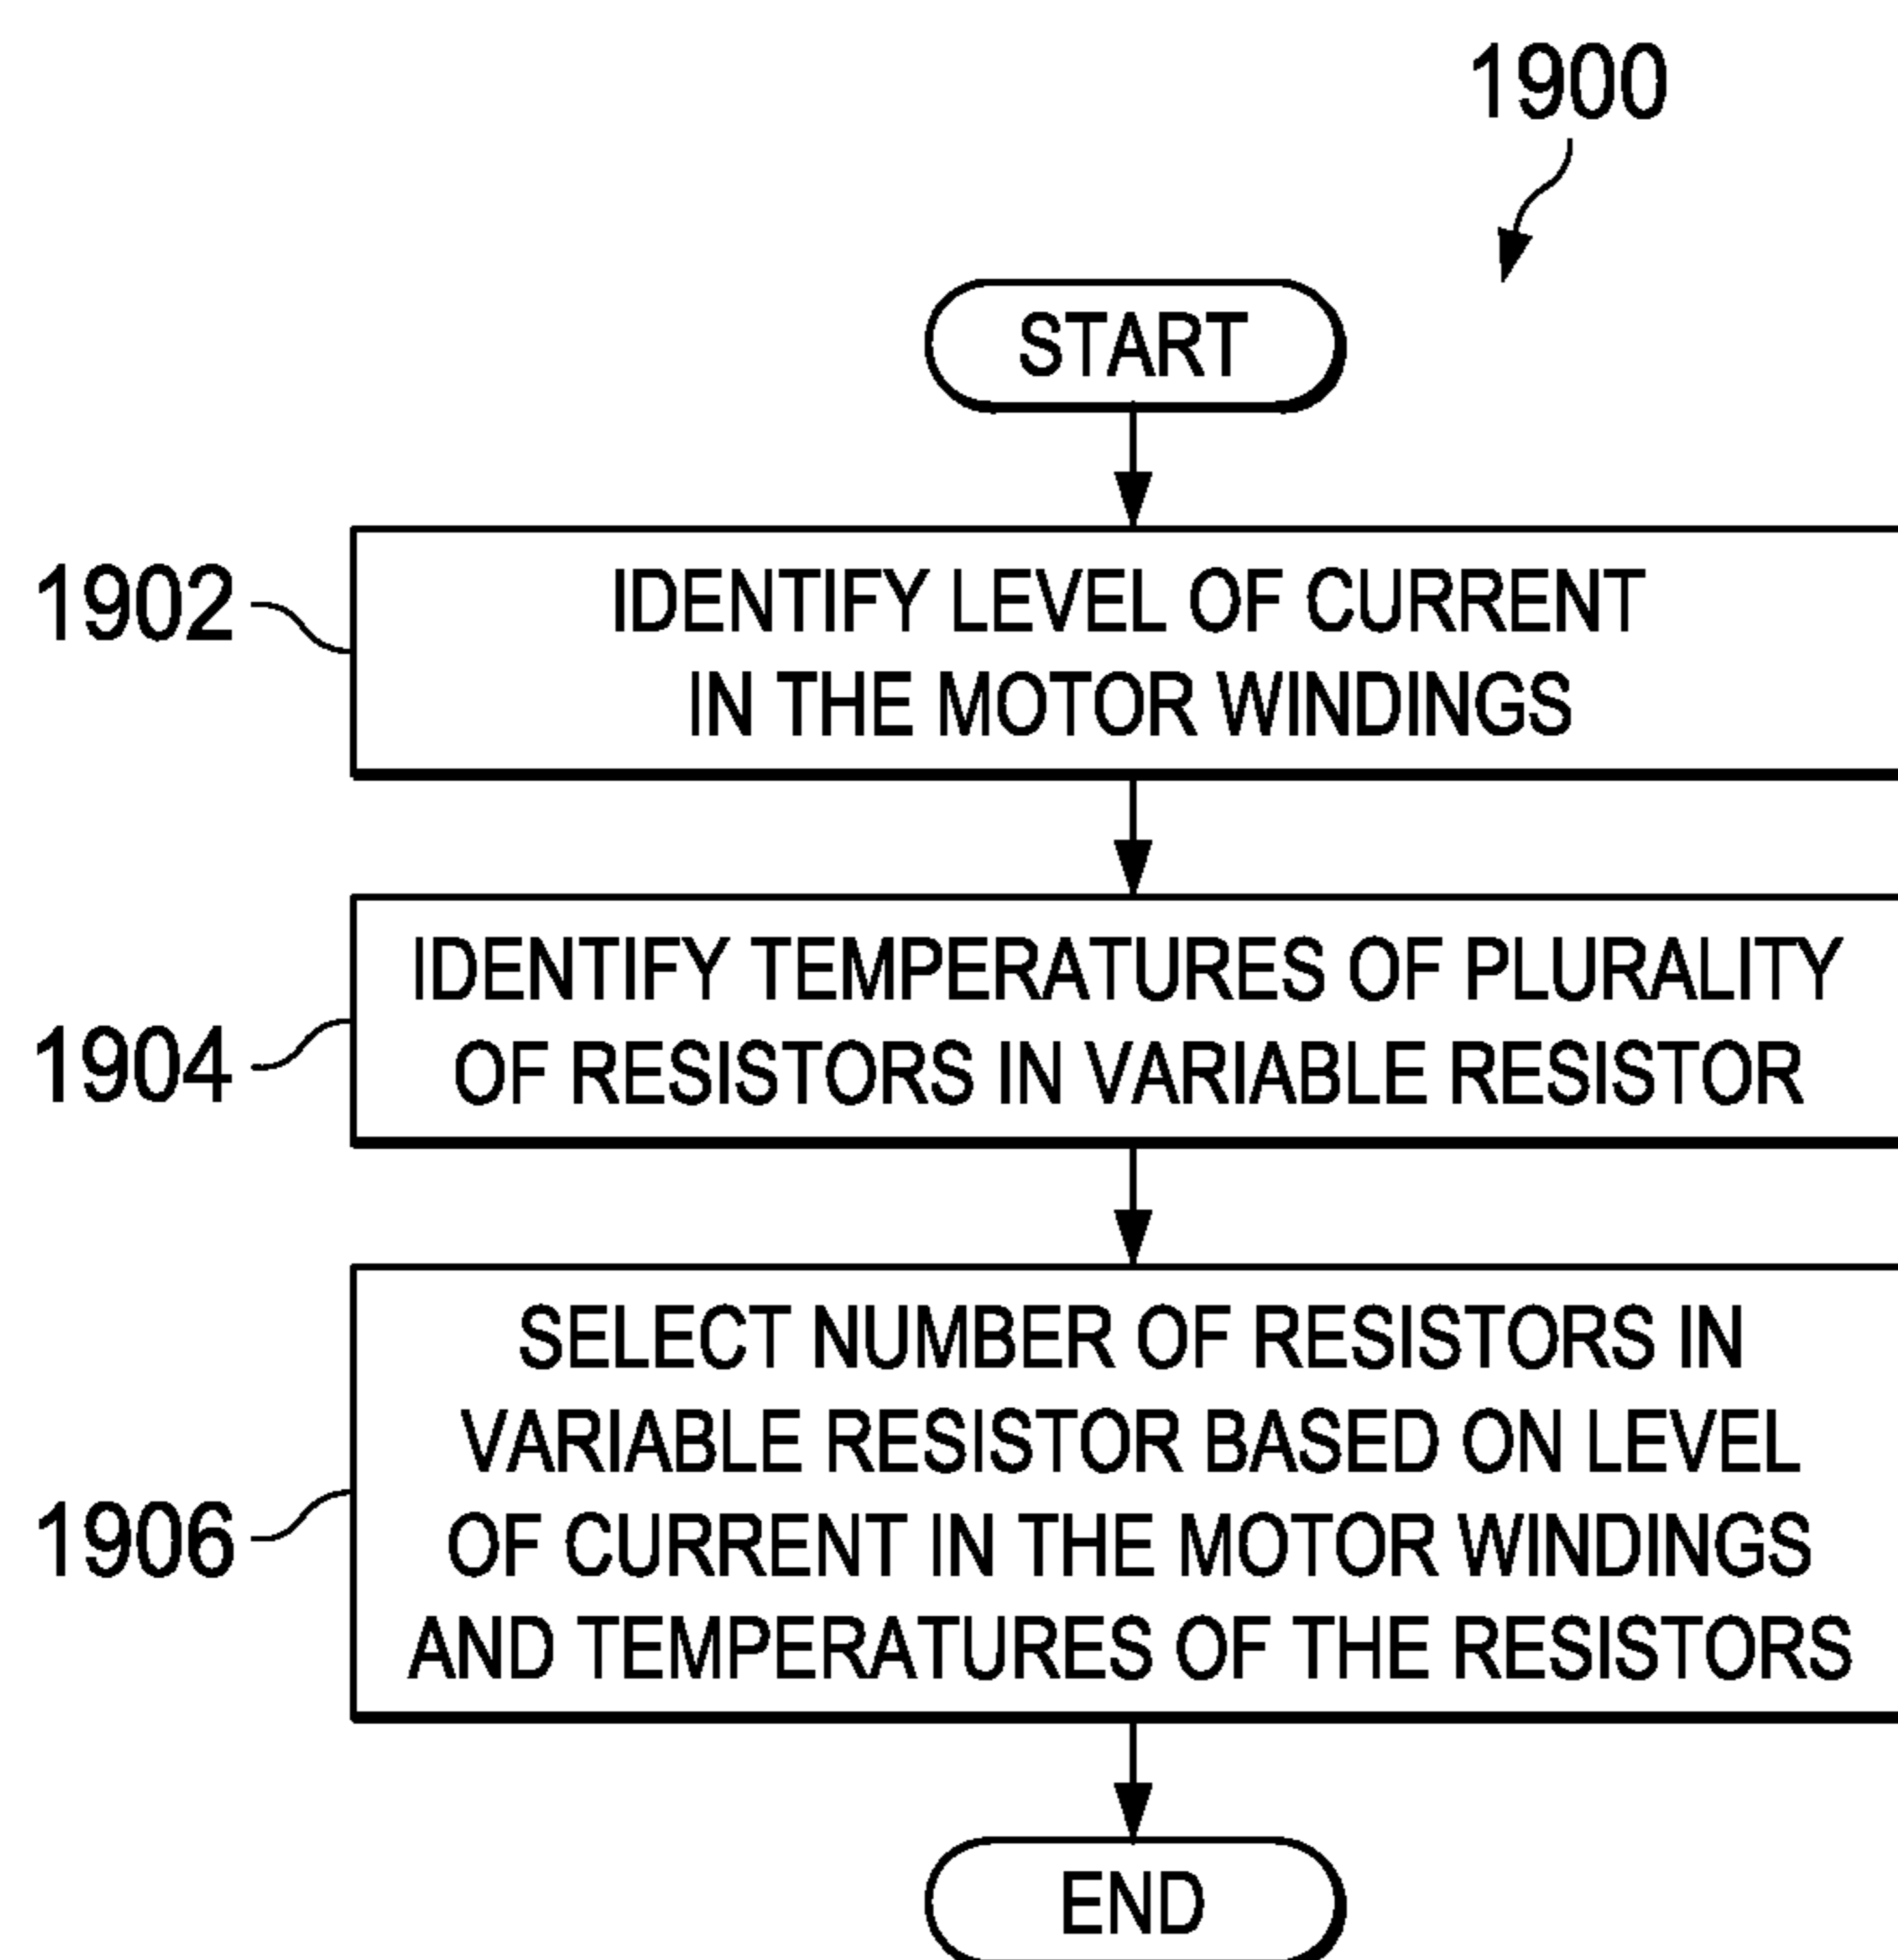 1900
START
1902
IDENTIFY LEVEL OF CURRENT
IN THE MOTOR WINDINGS
1904
IDENTIFY TEMPERATURES OF PLURALITY
OF RESISTORS IN VARIABLE RESISTOR
1906
SELECT NUMBER OF RESISTORS IN
VARIABLE RESISTOR BASED ON LEVEL
OF CURRENT IN THE MOTOR WINDINGS
AND TEMPERATURES OF THE RESISTORS
END